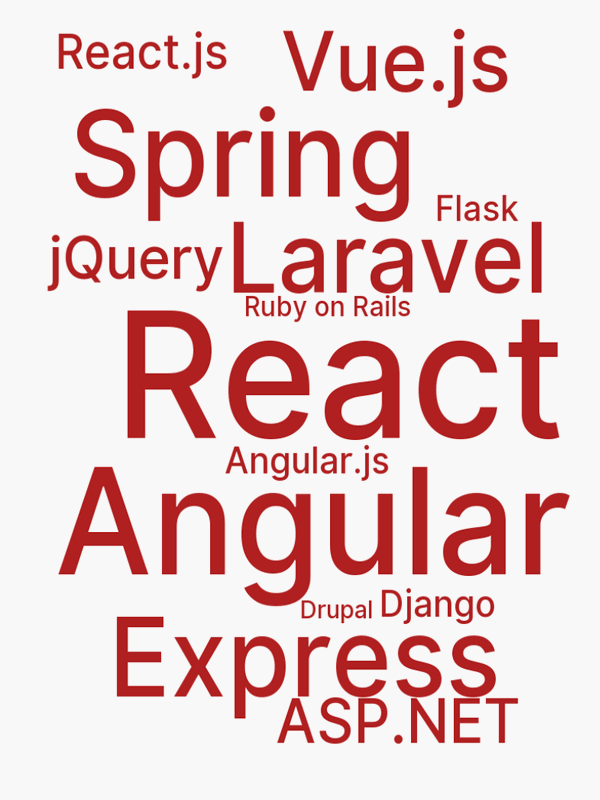 React.js
Vue.js
Spring
Flask
jQuery
Laravel
Ruby on Rails
React
Angular.js
Angular
Drupal
Django
Express
ASP.NET